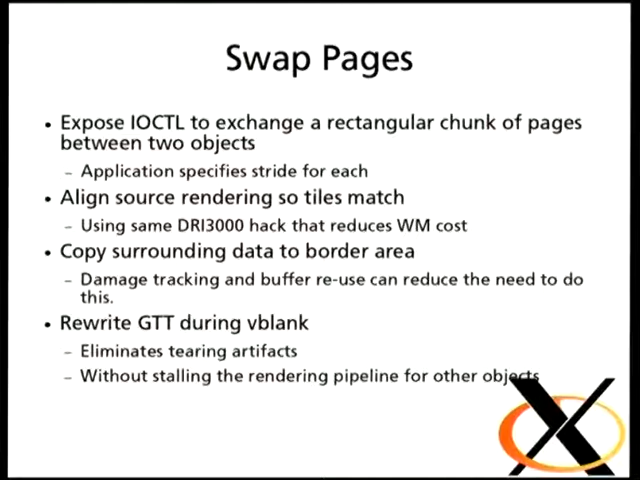 Swap Pages
• Expose IOCTL to exchange a rectangular chunk of pages
between two objects
– Application specifies stride for each
• Align source rendering so tiles match
– Using same DRI3000 hack that reduces WM cost
• Copy surrounding data to border area
– Damage tracking and buffer re-use can reduce the need to do
this.
• Rewrite GTT during vblank
– Eliminates tearing artifacts
– Without stalling the rendering pipeline for other objects